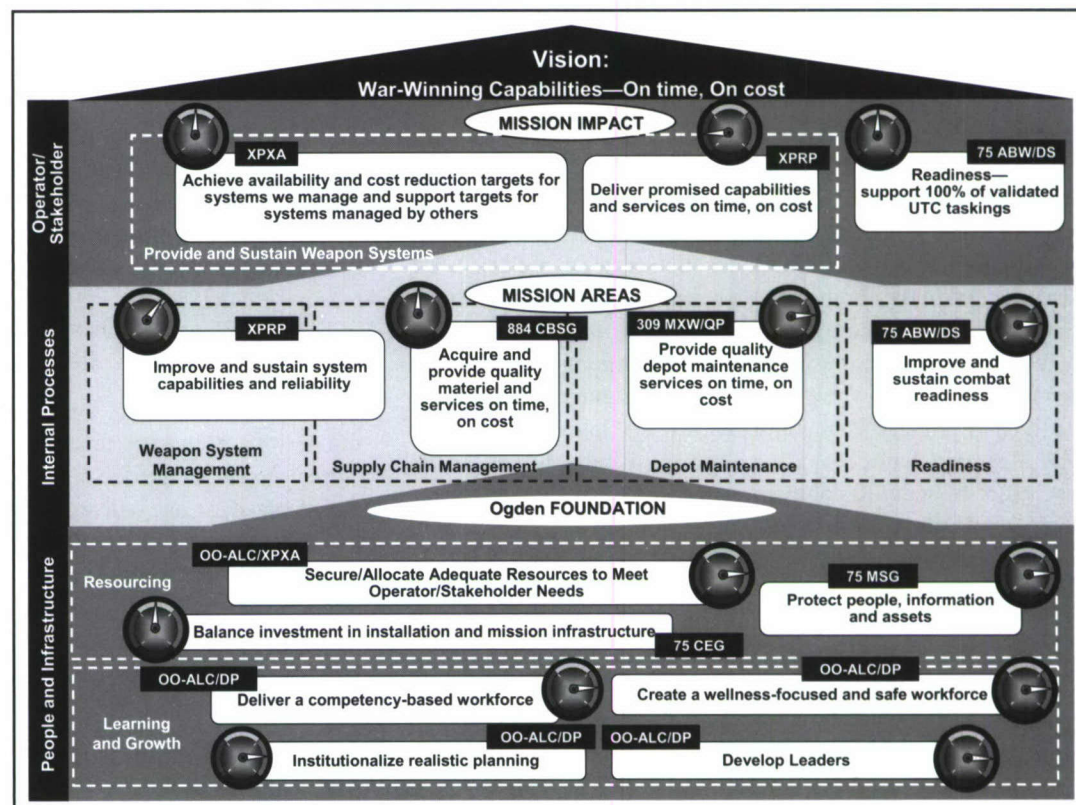 Vision:
War-Winning Capabilities—On time, On cost
Operator/
Stakeholder
MISSION IMPACT
XPXA
Achieve availability and cost reduction targets for
systems we manage and support targets for
systems managed by others
XPRP
Deliver promised capabilities
and services on time, on cost
75 ABW/DS
Readiness—
support 100% of validated
UTC taskings
Provide and Sustain Weapon Systems
Internal Processes
MISSION AREAS
XPRP
Improve and sustain system
capabilities and reliability
Weapon System
Management
884 CBSG
Acquire and
provide quality
materiel and
services on time,
on cost
Supply Chain Management
309 MXW/QP
Provide quality
depot maintenance
services on time, on
cost
Depot Maintenance
75 ABW/DS
Improve and
sustain combat
readiness
Readiness
People and Infrastructure
Ogden FOUNDATION
Resourcing
OO-ALC/XPXA
Secure/Allocate Adequate Resources to Meet
Operator/Stakeholder Needs
75 MSG
Protect people, information
and assets
Balance investment in installation and mission infrastructure
75 CEG
Learning
and Growth
OO-ALC/DP
Deliver a competency-based workforce
OO-ALC/DP
Create a wellness-focused and safe workforce
OO-ALC/DP
Institutionalize realistic planning
OO-ALC/DP
Develop Leaders